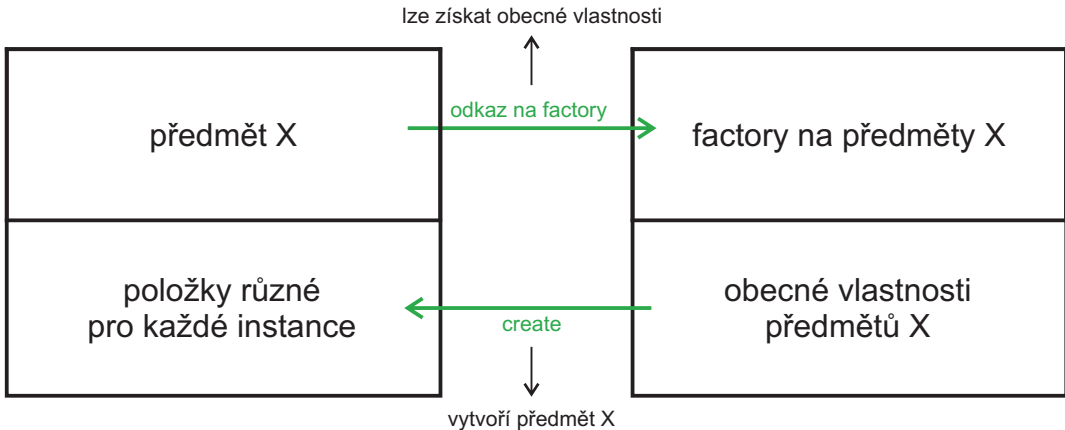 lze získat obecné vlastnosti
odkaz na factory
předmět X
factory na předměty X
položky různé
pro každé instance
create
obecné vlastnosti
předmětů X
vytvoří předmět X